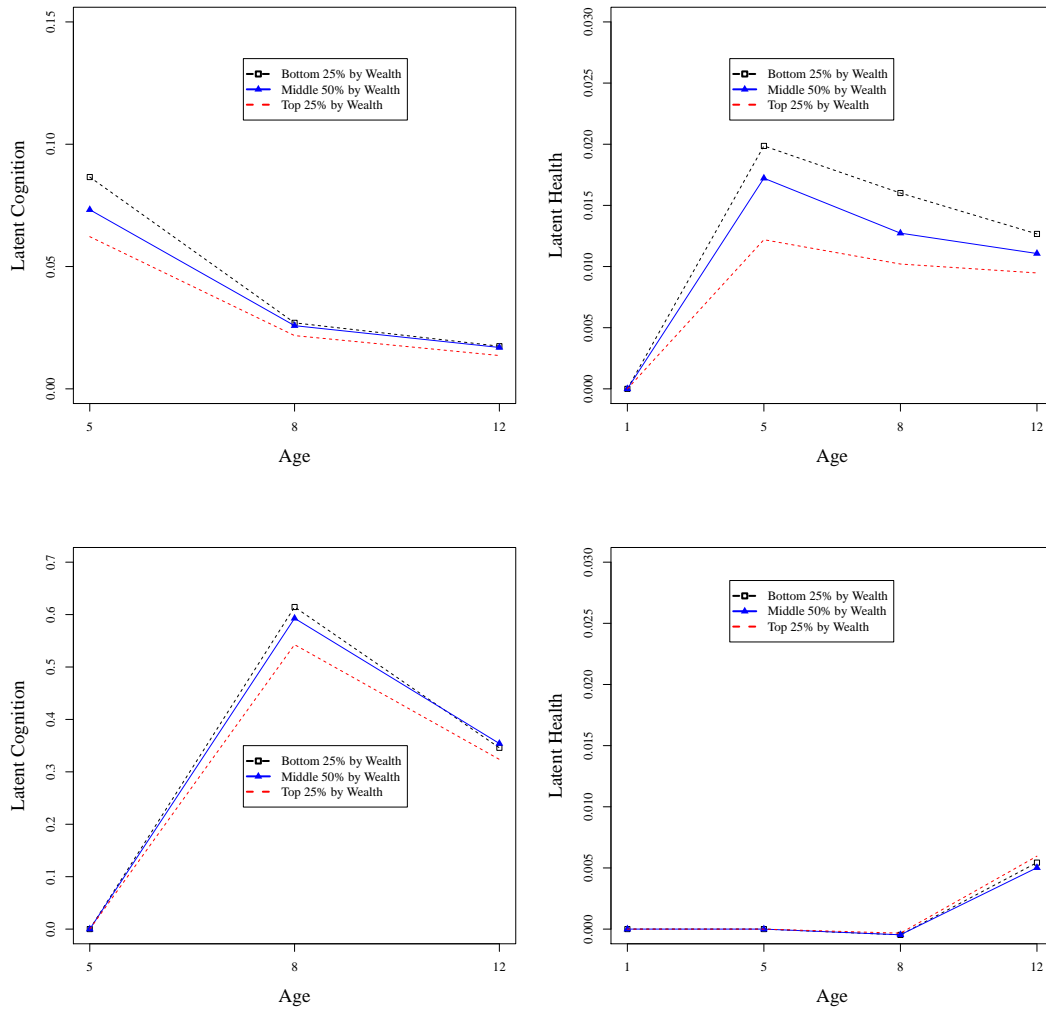 Latent Cognition
0.00
0.05
0.10
0.15
Bottom 25% by Wealth
Middle 50% by Wealth
Top 25% by Wealth
5
8
12
Age
Latent Health
0.000
0.005
0.010
0.015
0.020
0.025
0.030
Bottom 25% by Wealth
Middle 50% by Wealth
Top 25% by Wealth
1
5
8
12
Age
Latent Cognition
0.0
0.1
0.2
0.3
0.4
0.5
0.6
0.7
Bottom 25% by Wealth
Middle 50% by Wealth
Top 25% by Wealth
5
8
12
Age
Latent Health
0.000
0.005
0.010
0.015
0.020
0.025
0.030
Bottom 25% by Wealth
Middle 50% by Wealth
Top 25% by Wealth
1
5
8
12
Age